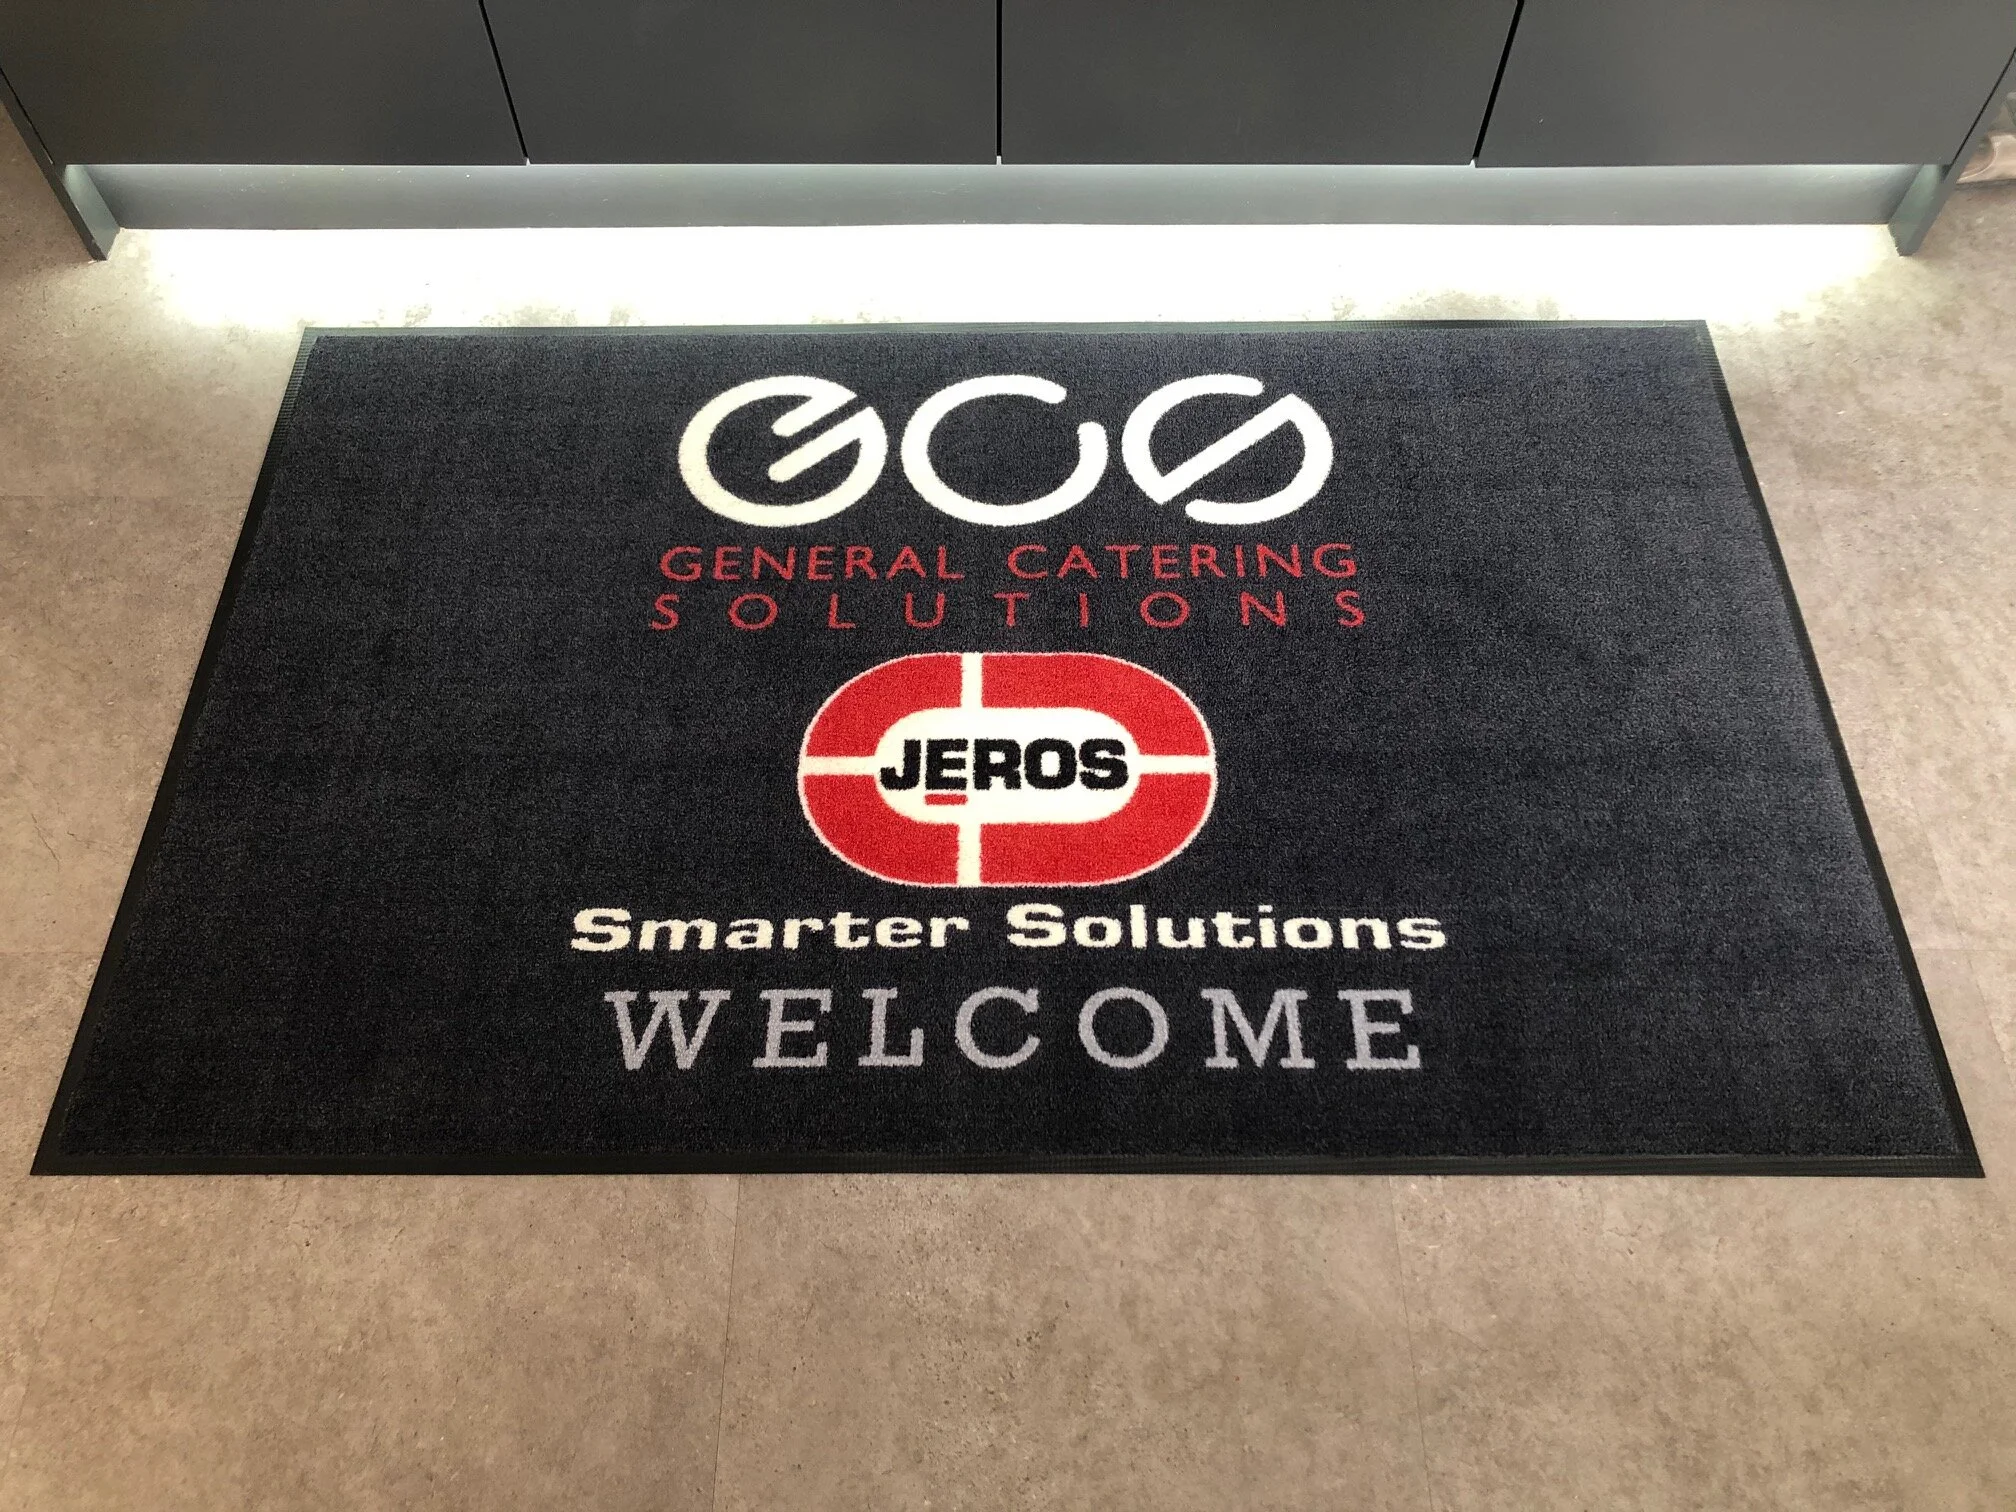 GCS
GENERAL CATERING
SOLUTIONS
JEROS
Smarter Solutions
WELCOME